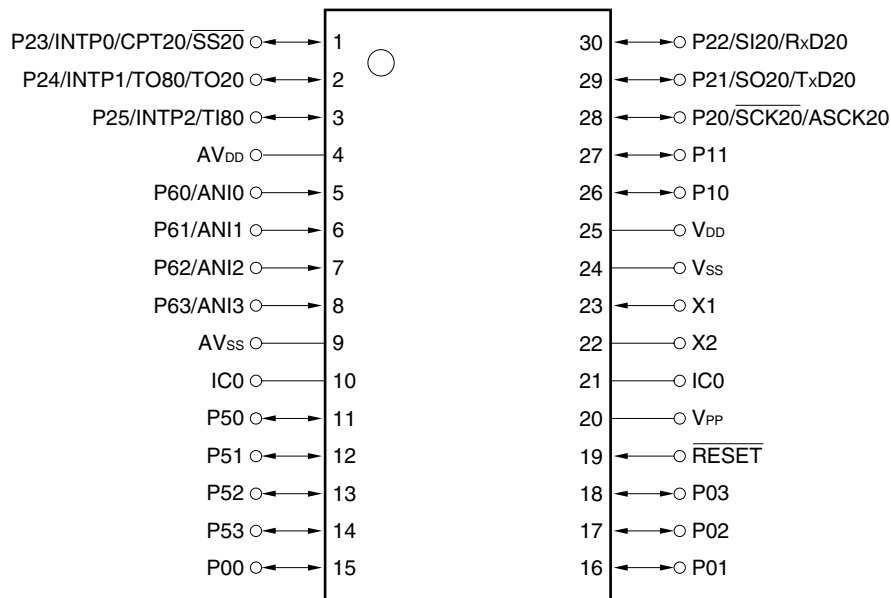 P23/INTP0/CPT20/SS20 1 30 P22/SI20/RxD20
P24/INTP1/TO80/TO20 2 29 P21/SO20/TxD20
P25/INTP2/TI80 3 28 P20/SCK20/ASCK20
AVDD 4 27 P11
P60/ANI0 5 26 P10
P61/ANI1 6 25 VDD
P62/ANI2 7 24 VSS
P63/ANI3 8 23 X1
AVSS 9 22 X2
IC0 10 21 IC0
P50 11 20 VPP
P51 12 19 RESET
P52 13 18 P03
P53 14 17 P02
P00 15 16 P01